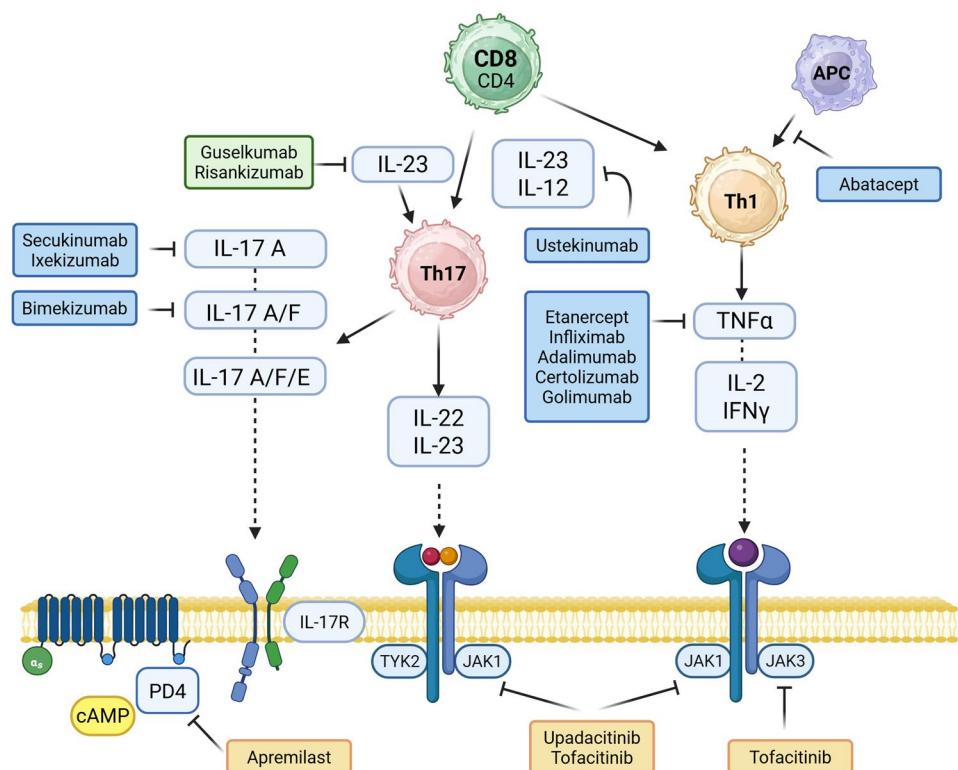 CD8
CD4
APC
Guselkumab
Risankizumab
IL-23
IL-23
IL-12
Abatacept
Th1
Secukinumab
Ixekizumab
IL-17 A
Ustekinumab
Th17
Bimekizumab
IL-17 A/F
Etanercept
Infliximab
Adalimumab
Certolizumab
Golimumab
TNFα
IL-17 A/F/E
IL-2
IFNγ
IL-22
IL-23
IL-17R
αs
TYK2
JAK1
JAK1
JAK3
PD4
cAMP
Apremilast
Upadacitinib
Tofacitinib
Tofacitinib